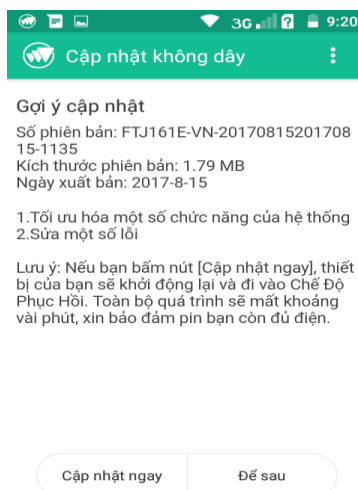 3G 9:20
Cập nhật không dây
Gợi ý cập nhật
Số phiên bản: FTJ161E-VN-20170815201708
15-1135
Kích thước phiên bản: 1.79 MB
Ngày xuất bản: 2017-8-15
1.Tối ưu hóa một số chức năng của hệ thống
2.Sửa một số lỗi
Lưu ý: Nếu bạn bấm nút [Cập nhật ngay], thiết
bị của bạn sẽ khởi động lại và đi vào Chế Độ
Phục Hồi. Toàn bộ quá trình sẽ mất khoảng
vài phút, xin bảo đảm pin bạn còn đủ điện.
Cập nhật ngay Để sau